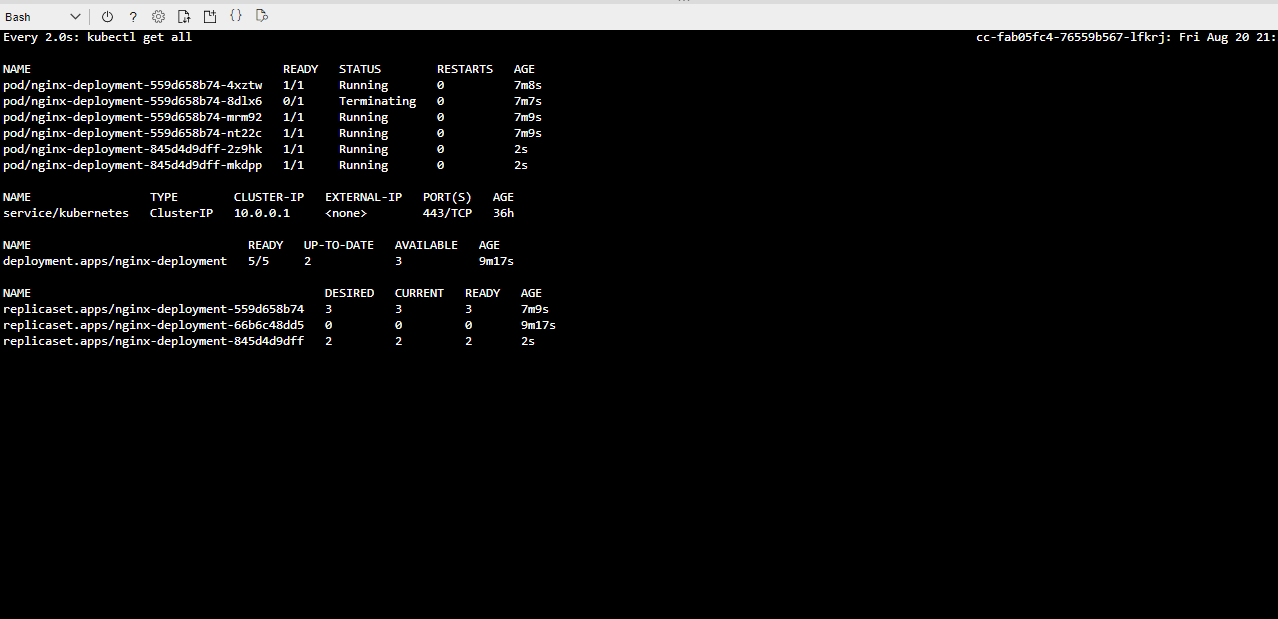 Bash
Every 2.0s: kubectl get all cc-fab05fc4-76559b567-lfkrj: Fri Aug 20 21:
NAME READY STATUS RESTARTS AGE
pod/nginx-deployment-559d658b74-4xztw 1/1 Running 0 7m8s
pod/nginx-deployment-559d658b74-8dlx6 0/1 Terminating 0 7m7s
pod/nginx-deployment-559d658b74-mrm92 1/1 Running 0 7m9s
pod/nginx-deployment-559d658b74-nt22c 1/1 Running 0 7m9s
pod/nginx-deployment-845d4d9dff-2z9hk 1/1 Running 0 2s
pod/nginx-deployment-845d4d9dff-mkdpp 1/1 Running 0 2s
NAME TYPE CLUSTER-IP EXTERNAL-IP PORT(S) AGE
service/kubernetes ClusterIP 10.0.0.1 <none> 443/TCP 36h
NAME READY UP-TO-DATE AVAILABLE AGE
deployment.apps/nginx-deployment 5/5 2 3 9m17s
NAME DESIRED CURRENT READY AGE
replicaset.apps/nginx-deployment-559d658b74 3 3 3 7m9s
replicaset.apps/nginx-deployment-66b6c48dd5 0 0 0 9m17s
replicaset.apps/nginx-deployment-845d4d9dff 2 2 2 2s